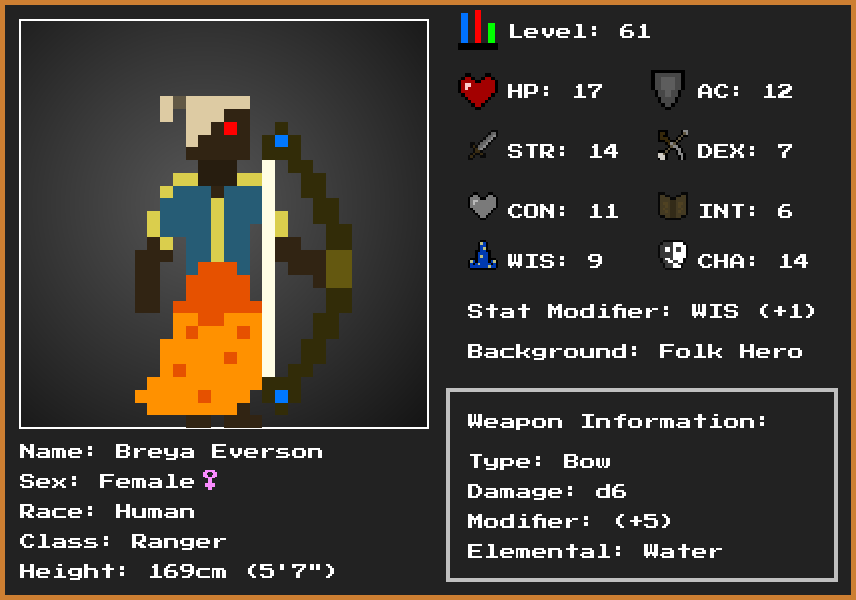 Level: 61
HP: 17 AC: 12
STR: 14 DEX: 7
CON: 11 INT: 6
WIS: 9 CHA: 14
Stat Modifier: WIS (+1)
Background: Folk Hero
Weapon Information:
Type: Bow
Damage: d6
Modifier: (+5)
Elemental: Water
Name: Breya Everson
Sex: Female♀
Race: Human
Class: Ranger
Height: 169cm (5'7")